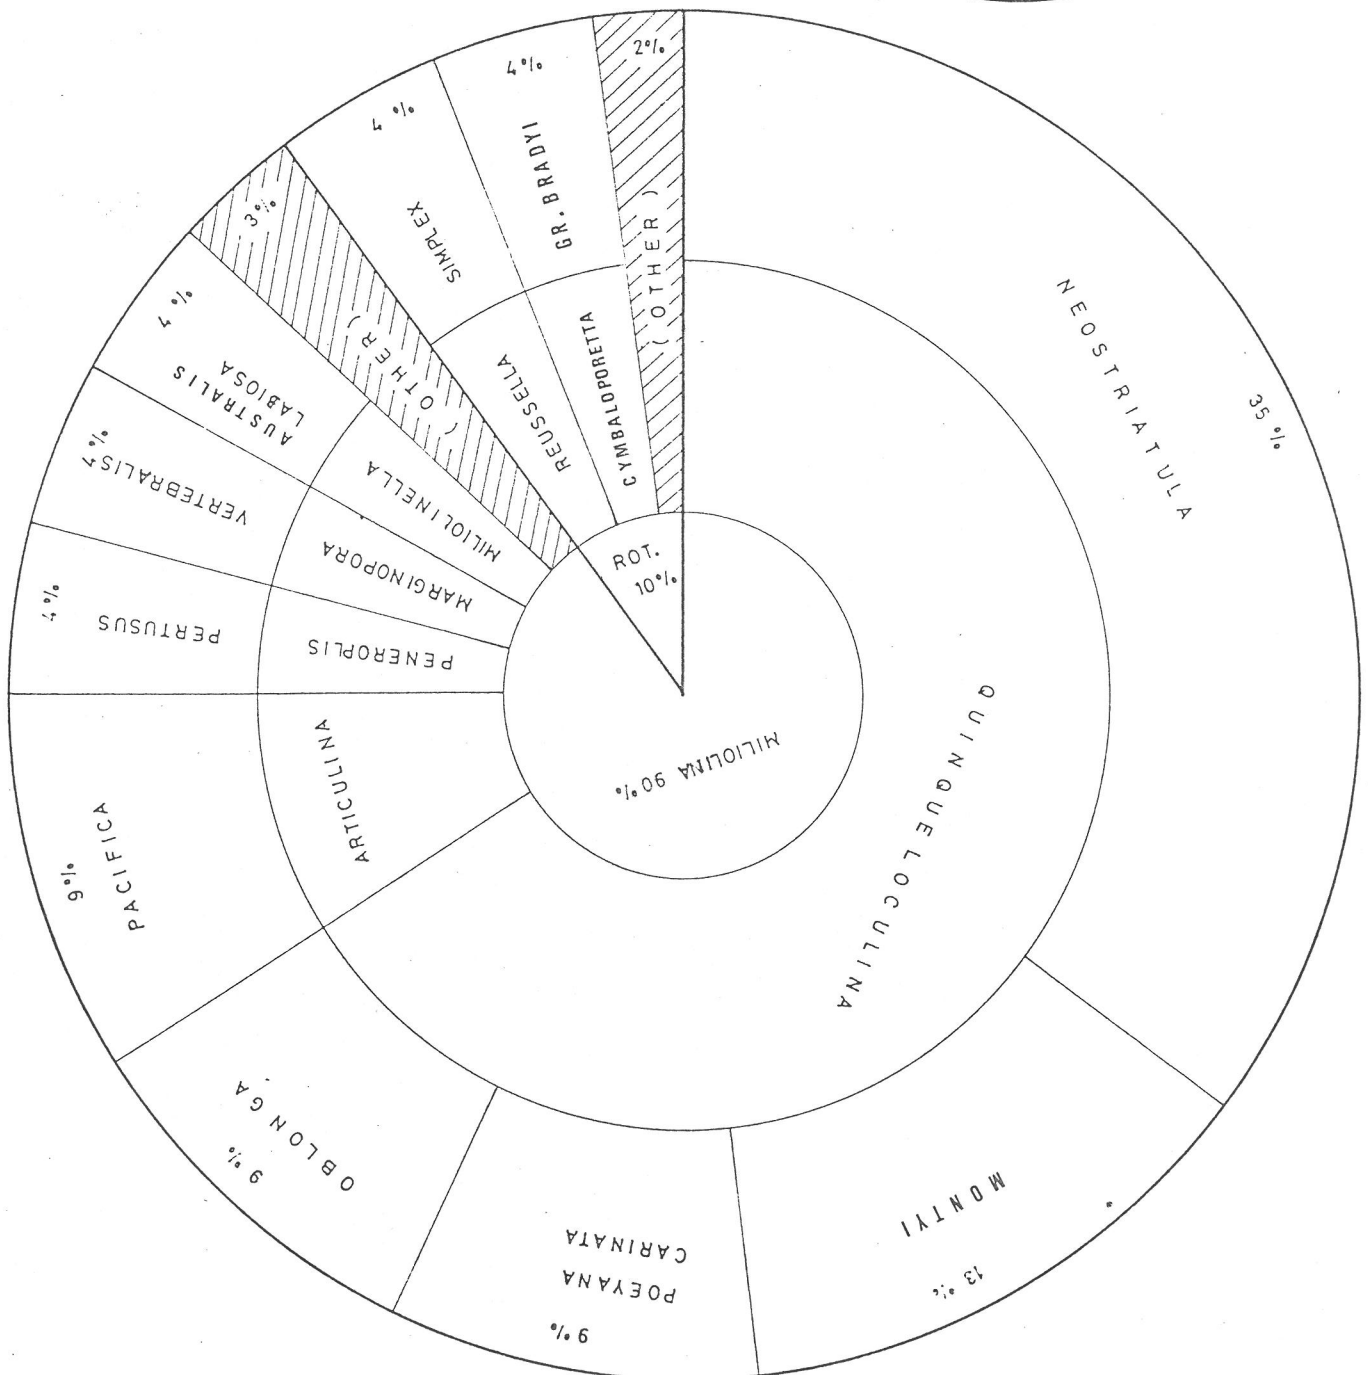 NEOSTRIATULA
35 %
QUINQUELOCULINA
MONTYI
13 %
POEYANA
CARINATA
9%
OBLONGA
9%
PACIFICA
9%
ARTICULINA
PERTUSUS
4%
PENEROPLIS
VERTEBRALIS
4%
MARGINOPORA
AUSTRALIS
LABIOSA
4 %
MILIOLINELLA
3%
( OTHER )
4 %
SIMPLEX
REUSSELLA
4%
GR. BRADYI
CYMBALOPORETTA
2%
( OTHER )
ROT.
10%
MILIOLINA 90%